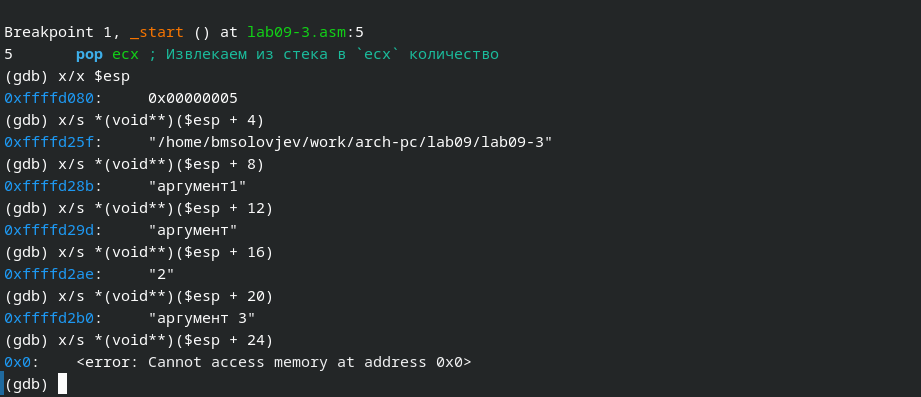 Breakpoint 1, _start () at lab09-3.asm:5
5       pop ecx ; Извлекаем из стека в `ecx` количество
(gdb) x/x $esp
0xffffd080:     0x00000005
(gdb) x/s *(void**)($esp + 4)
0xffffd25f:     "/home/bmsolovjev/work/arch-pc/lab09/lab09-3"
(gdb) x/s *(void**)($esp + 8)
0xffffd28b:     "аргумент1"
(gdb) x/s *(void**)($esp + 12)
0xffffd29d:     "аргумент"
(gdb) x/s *(void**)($esp + 16)
0xffffd2ae:     "2"
(gdb) x/s *(void**)($esp + 20)
0xffffd2b0:     "аргумент 3"
(gdb) x/s *(void**)($esp + 24)
0x0:    <error: Cannot access memory at address 0x0>
(gdb)